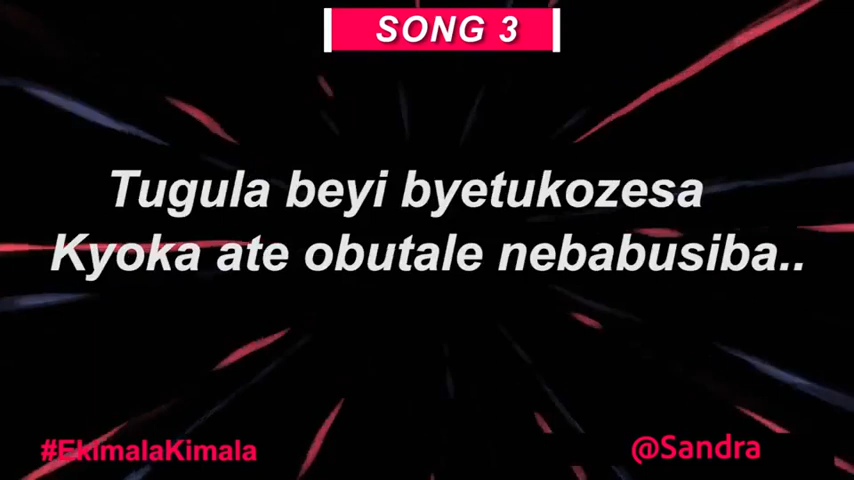 SONG 3
Tugula beyi byetukozesa
Kyoka ate obutale nebabusiba..
#EkimalaKimala
@Sandra